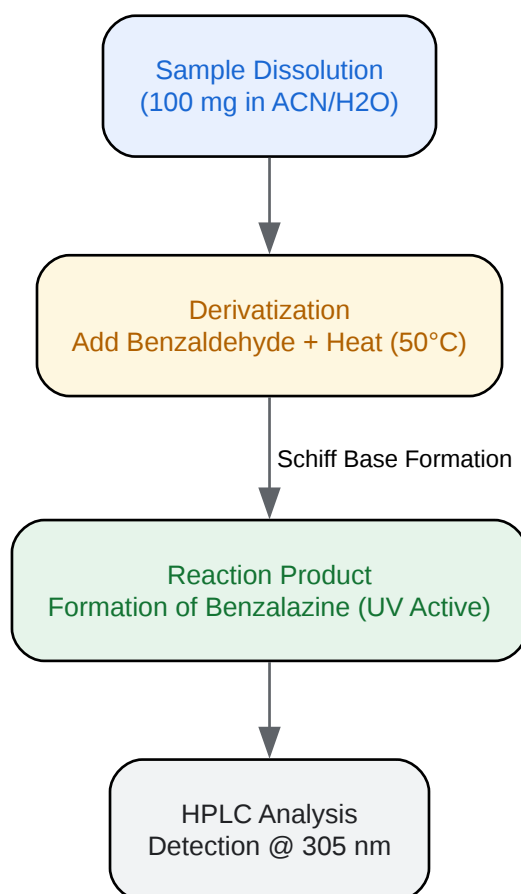 Sample Dissolution
(100 mg in ACN/H2O)
Derivatization
Add Benzaldehyde + Heat (50°C)
Schiff Base Formation
Reaction Product
Formation of Benzalazine (UV Active)
HPLC Analysis
Detection @ 305 nm